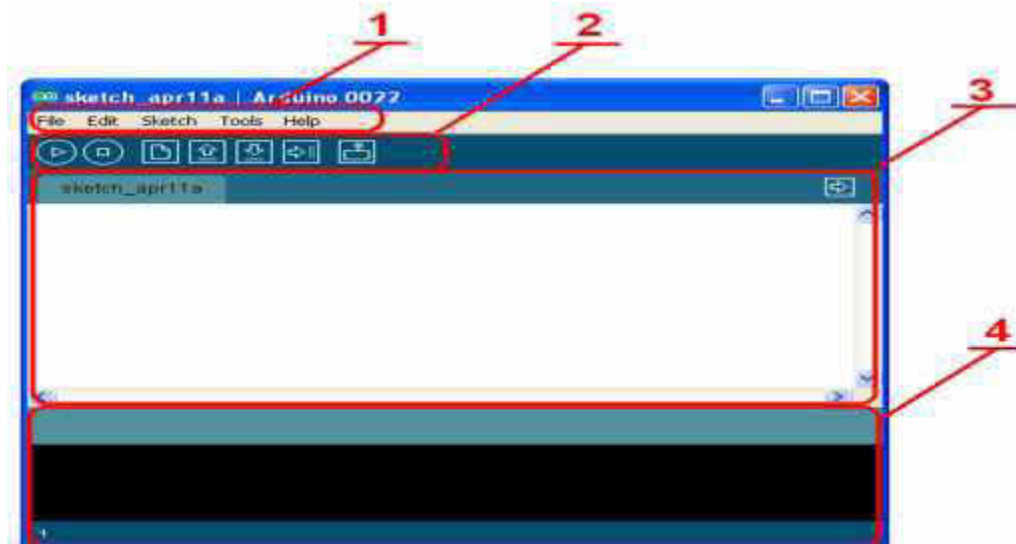 1
2
3
4
sketch_apr11a | Arduino 0022
File Edit Sketch Tools Help
sketch_apr11a
1